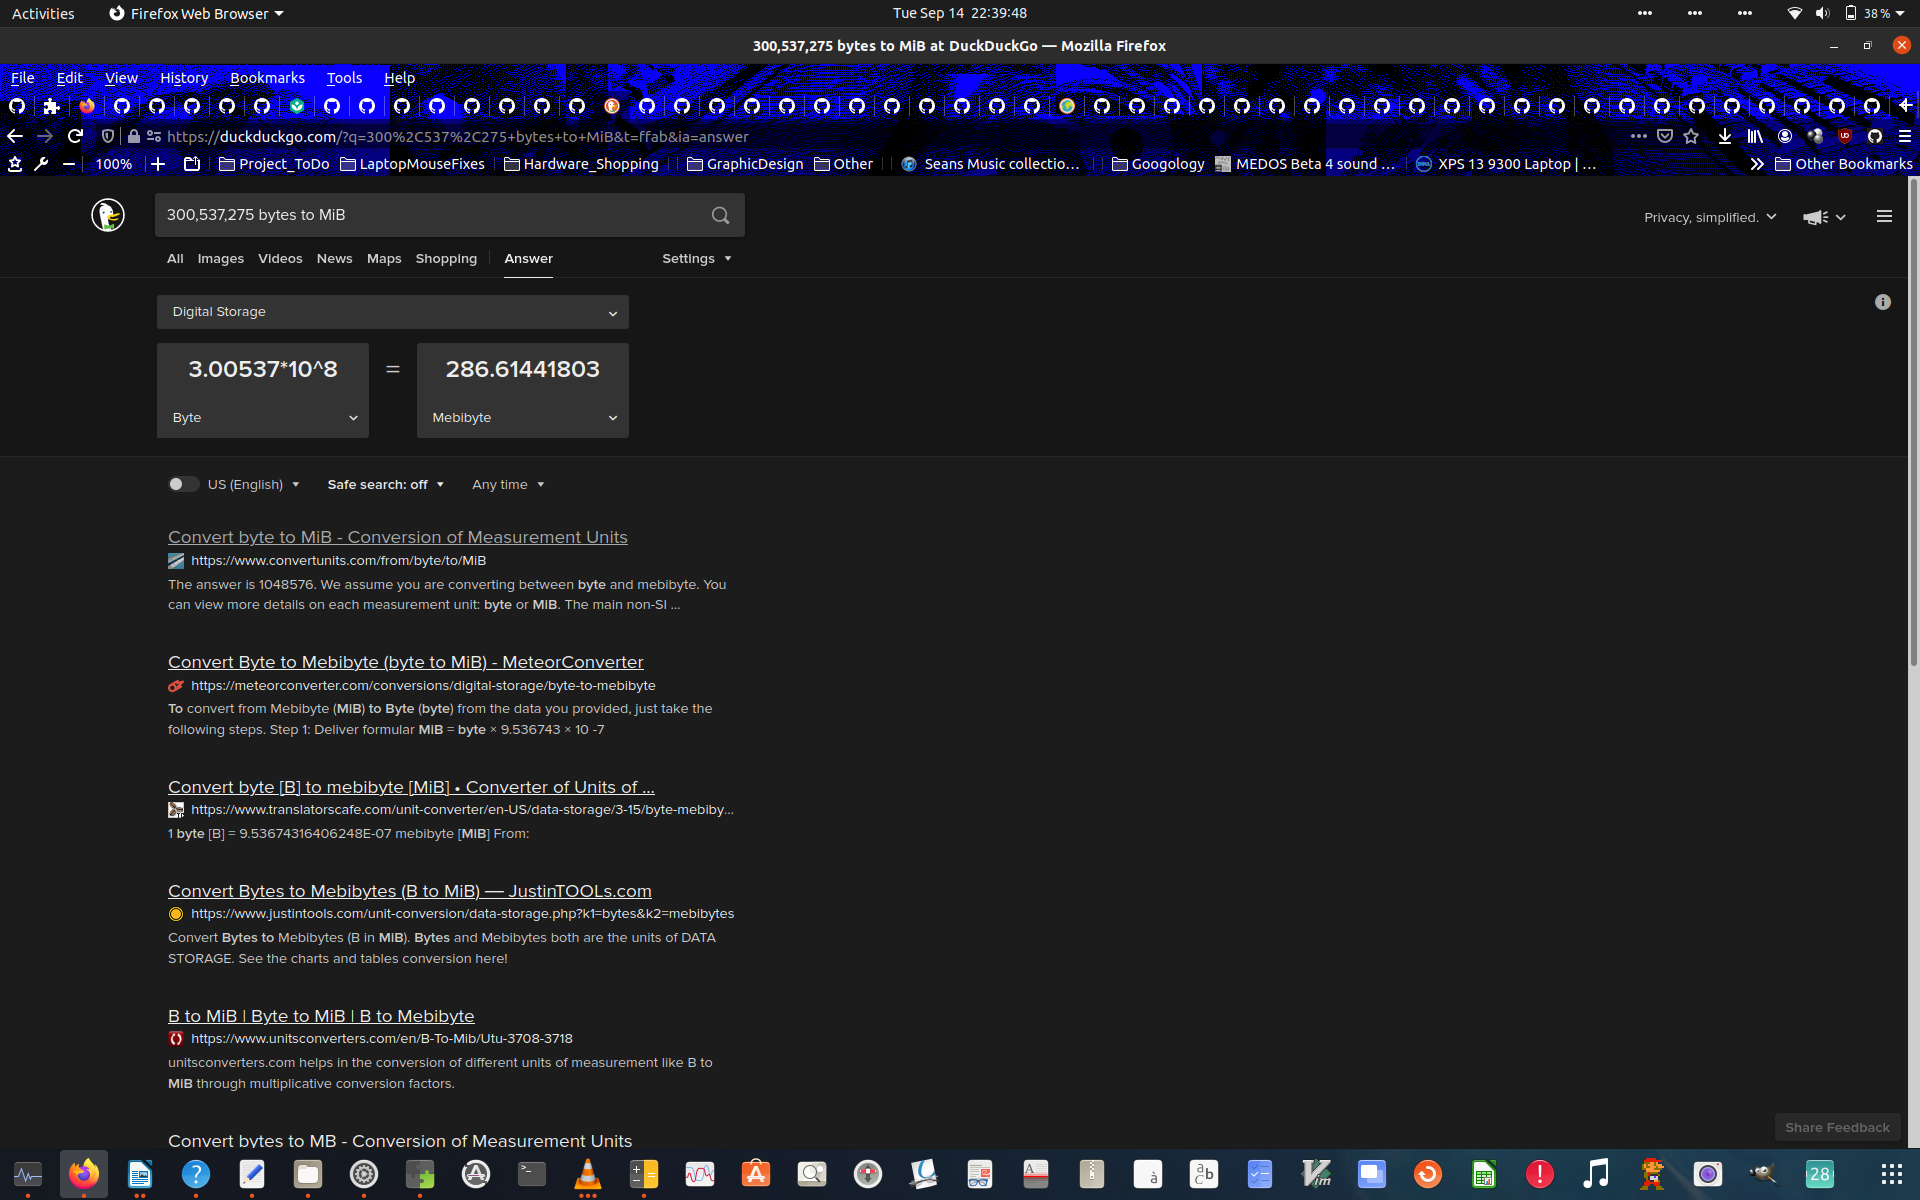 Activities
Firefox Web Browser
Tue Sep 14 22:39:48
38 %
300,537,275 bytes to MiB at DuckDuckGo — Mozilla Firefox
File Edit View History Bookmarks Tools Help
https://duckduckgo.com/?q=300%2C537%2C275+bytes+to+MiB&t=ffab&ia=answer
100% Project_ToDo LaptopMouseFixes Hardware_Shopping GraphicDesign Other Seans Music collectio… Googology MEDOS Beta 4 sound … XPS 13 9300 Laptop | … Other Bookmarks
300,537,275 bytes to MiB
Privacy, simplified.
All Images Videos News Maps Shopping Answer Settings
Digital Storage
3.00537*10^8 = 286.61441803
Byte Mebibyte
US (English) Safe search: off Any time
Convert byte to MiB - Conversion of Measurement Units
https://www.convertunits.com/from/byte/to/MiB
The answer is 1048576. We assume you are converting between byte and mebibyte. You
can view more details on each measurement unit: byte or MiB. The main non-SI ...
Convert Byte to Mebibyte (byte to MiB) - MeteorConverter
https://meteorconverter.com/conversions/digital-storage/byte-to-mebibyte
To convert from Mebibyte (MiB) to Byte (byte) from the data you provided, just take the
following steps. Step 1: Deliver formular MiB = byte × 9.536743 × 10 -7
Convert byte [B] to mebibyte [MiB] • Converter of Units of ...
https://www.translatorscafe.com/unit-converter/en-US/data-storage/3-15/byte-mebiby...
1 byte [B] = 9.53674316406248E-07 mebibyte [MiB] From:
Convert Bytes to Mebibytes (B to MiB) — JustinTOOLs.com
https://www.justintools.com/unit-conversion/data-storage.php?k1=bytes&k2=mebibytes
Convert Bytes to Mebibytes (B in MiB). Bytes and Mebibytes both are the units of DATA
STORAGE. See the charts and tables conversion here!
B to MiB | Byte to MiB | B to Mebibyte
https://www.unitsconverters.com/en/B-To-Mib/Utu-3708-3718
unitsconverters.com helps in the conversion of different units of measurement like B to
MiB through multiplicative conversion factors.
Convert bytes to MB - Conversion of Measurement Units
Share Feedback
28